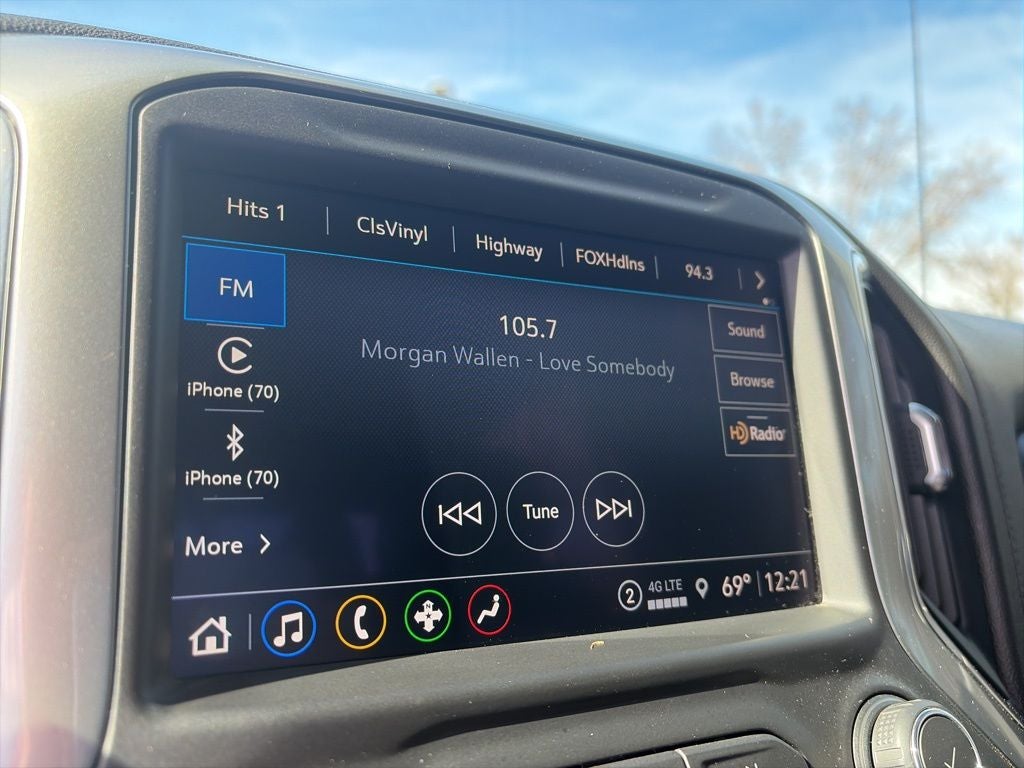 Hits 1
ClsVinyl
Highway
FOXHdlns
94.3
FM
105.7
Morgan Wallen - Love Somebody
Sound
Browse
HD Radio
iPhone (70)
iPhone (70)
Tune
More
2
4G LTE
69°
12:21
N